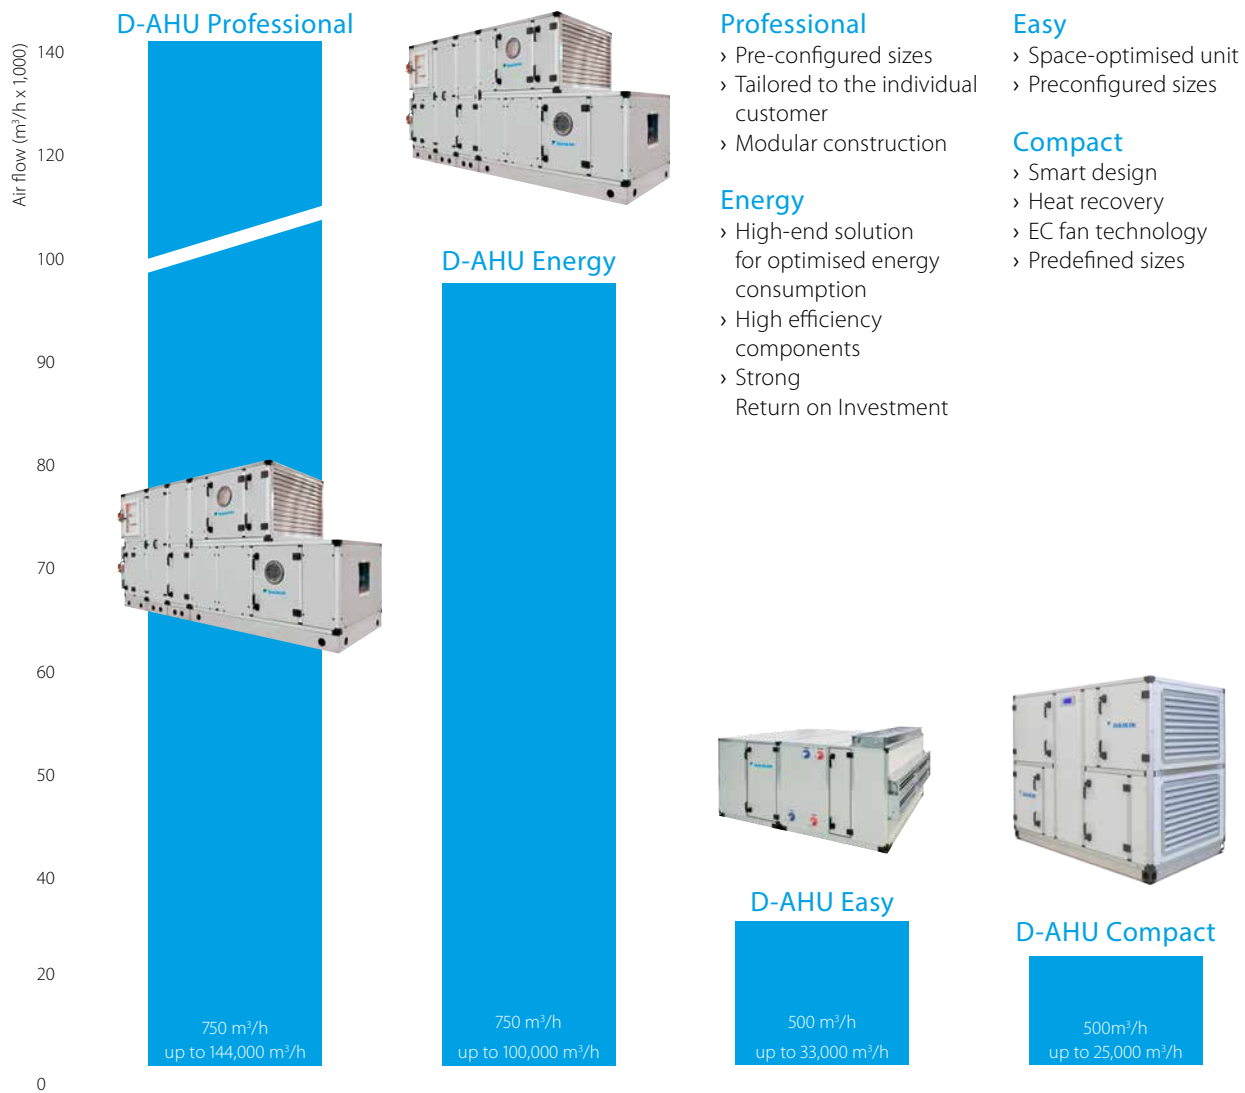 D-AHU Professional
Air flow (m³/h x 1,000)
140
120
100
90
80
70
60
50
40
20
0
750 m³/h
up to 144,000 m³/h
D-AHU Energy
750 m³/h
up to 100,000 m³/h
D-AHU Easy
500 m³/h
up to 33,000 m³/h
D-AHU Compact
500m³/h
up to 25,000 m³/h
Professional
› Pre-configured sizes
› Tailored to the individual
customer
› Modular construction
Energy
› High-end solution
for optimised energy
consumption
› High efficiency
components
› Strong
Return on Investment
Easy
› Space-optimised unit
› Preconfigured sizes
Compact
› Smart design
› Heat recovery
› EC fan technology
› Predefined sizes